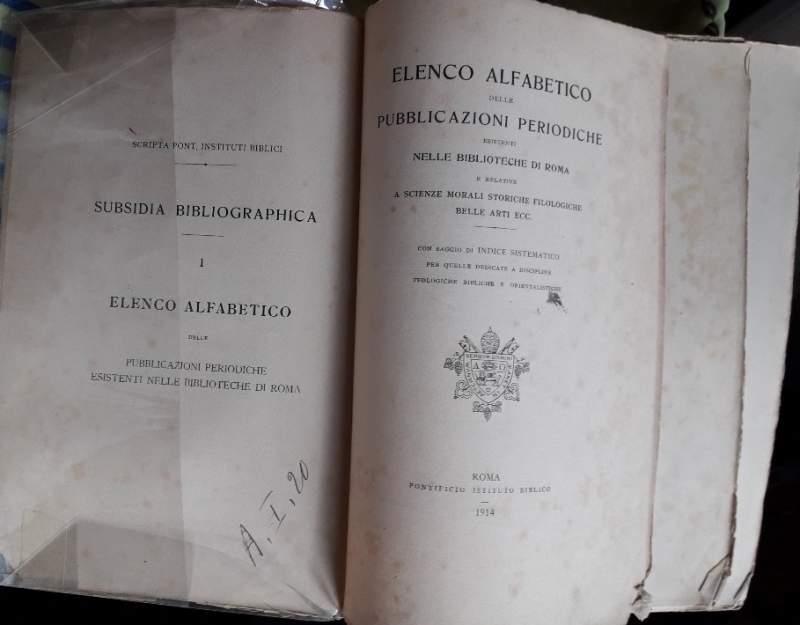 SCRIPTA PONT. INSTITUTI BIBLICI
SUBSIDIA BIBLIOGRAPHICA
I
ELENCO ALFABETICO
DELLE
PUBBLICAZIONI PERIODICHE
ESISTENTI NELLE BIBLIOTECHE DI ROMA
A. I, 20
ELENCO ALFABETICO
DELLE
PUBBLICAZIONI PERIODICHE
ESISTENTI
NELLE BIBLIOTECHE DI ROMA
E RELATIVE
A SCIENZE MORALI STORICHE FILOLOGICHE
BELLE ARTI ECC.
CON SAGGIO DI INDICE SISTEMATICO
PER QUELLE DEDICATE A DISCIPLINE
TEOLOGICHE BIBLICHE E ORIENTALISTICHE
ROMA
PONTIFICIO ISTITUTO BIBLICO
1914